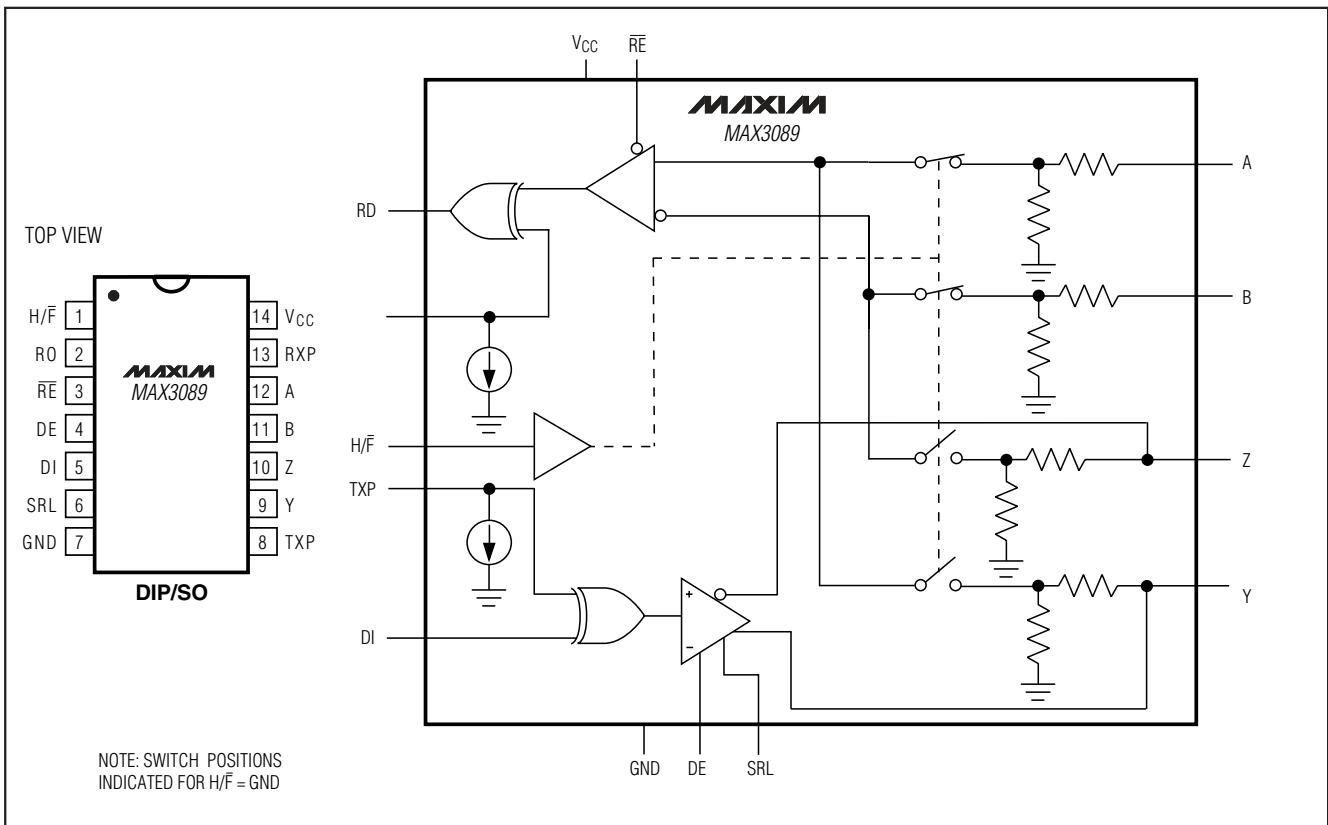 TOP VIEW
H/F̅ 1
RO 2
R̅E̅ 3
DE 4
DI 5
SRL 6
GND 7
14 VCC
13 RXP
12 A
11 B
10 Z
9 Y
8 TXP
MAXIM
MAX3089
DIP/SO
NOTE: SWITCH POSITIONS
INDICATED FOR H/F̅ = GND
VCC
R̅E̅
MAXIM
MAX3089
RD
H/F̅
TXP
DI
+
-
A
B
Z
Y
GND
DE
SRL